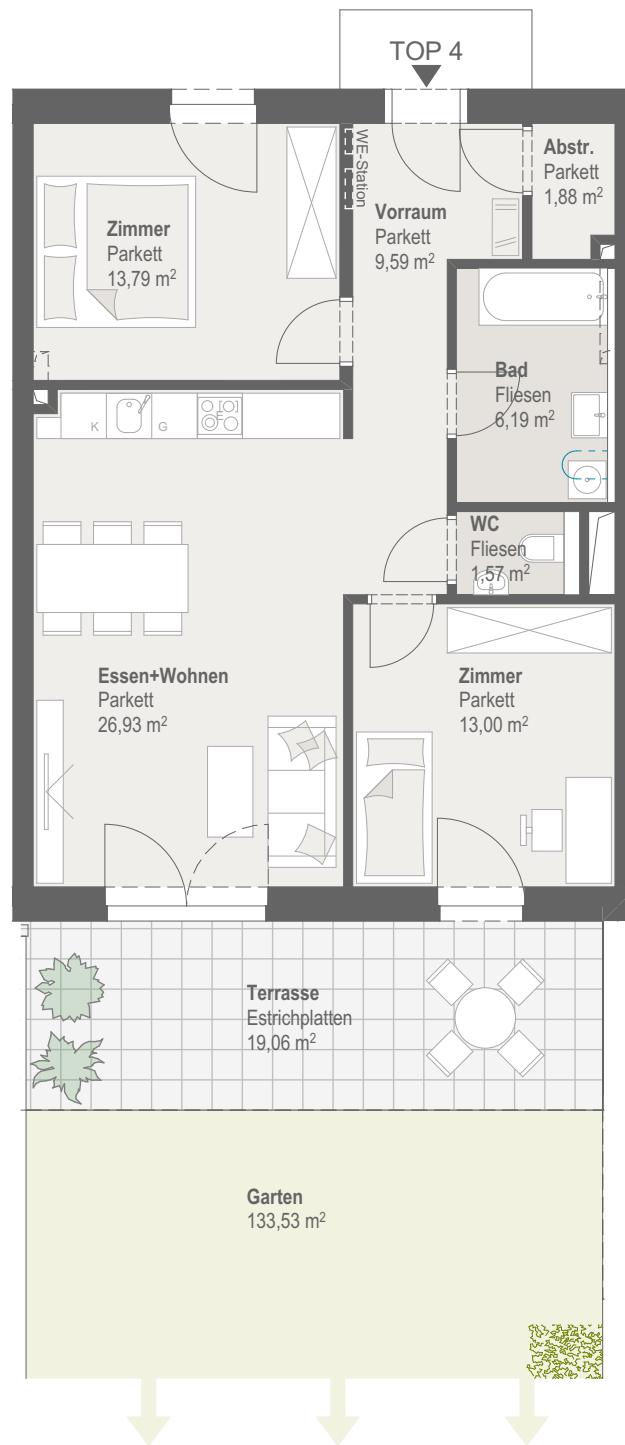 TOP 4
WE-Station
Abstr.
Parkett
1,88 m²
Vorraum
Parkett
9,59 m²
Zimmer
Parkett
13,79 m²
Bad
Fliesen
6,19 m²
K
G
E
WC
Fliesen
1,57 m²
Essen+Wohnen
Parkett
26,93 m²
Zimmer
Parkett
13,00 m²
Terrasse
Estrichplatten
19,06 m²
Garten
133,53 m²